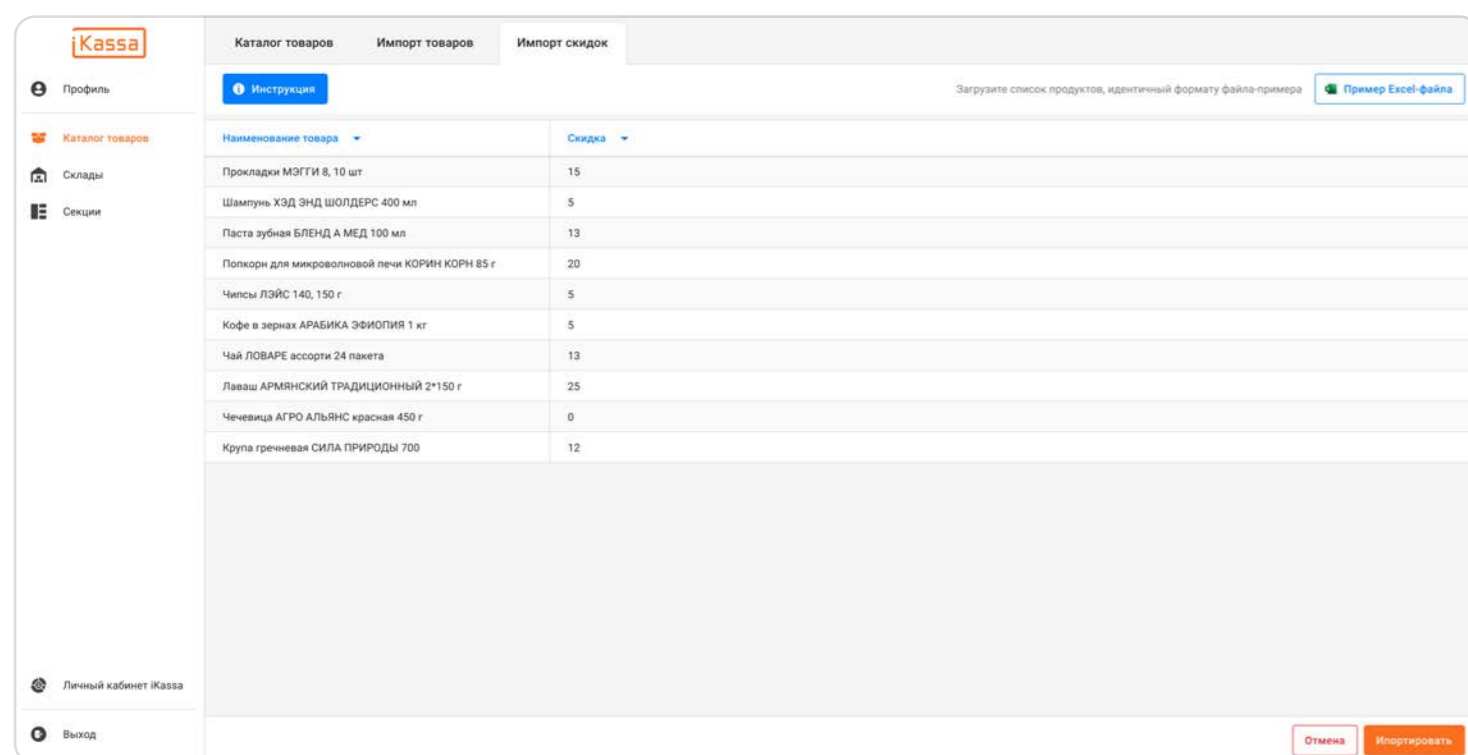 iKassa
Каталог товаров Импорт товаров Импорт скидок
Профиль
Инструкция
Загрузите список продуктов, идентичный формату файла-примера
Пример Excel-файла
Каталог товаров
Склады
Секции
Наименование товара Скидка
Прокладки МЭГГИ 8, 10 шт 15
Шампунь ХЭД ЭНД ШОЛДЕРС 400 мл 5
Паста зубная БЛЕНД А МЕД 100 мл 13
Попкорн для микроволновой печи КОРИН КОРН 85 г 20
Чипсы ЛЭЙС 140, 150 г 5
Кофе в зернах АРАБИКА ЭФИОПИЯ 1 кг 5
Чай ЛОВАРЕ ассорти 24 пакета 13
Лаваш АРМЯНСКИЙ ТРАДИЦИОННЫЙ 2*150 г 25
Чечевица АГРО АЛЬЯНС красная 450 г 0
Крупа гречневая СИЛА ПРИРОДЫ 700 12
Личный кабинет iKassa
Выход
Отмена Ипортировать